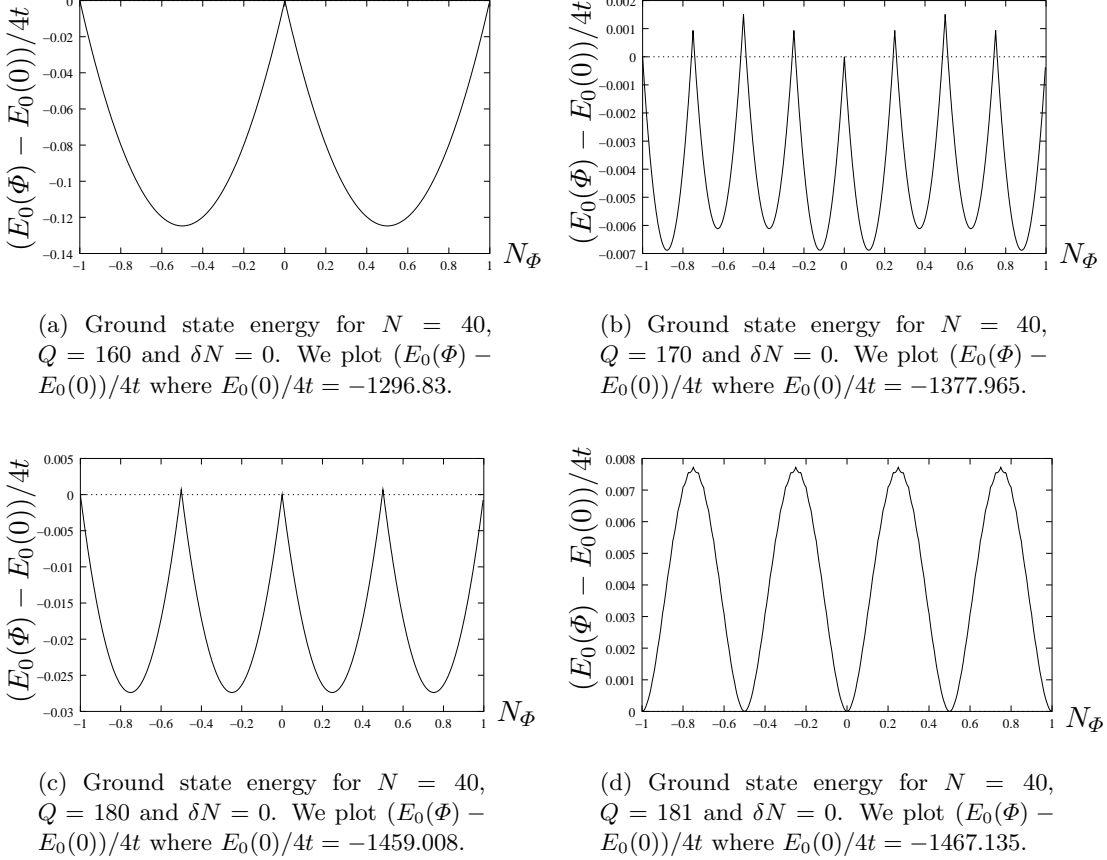 (E₀(Φ) − E₀(0))/4t
0
−0.02
−0.04
−0.06
−0.08
−0.1
−0.12
−0.14
−1 −0.8 −0.6 −0.4 −0.2 0 0.2 0.4 0.6 0.8 1
N_Φ
(a) Ground state energy for N = 40,
Q = 160 and δN = 0. We plot (E₀(Φ) −
E₀(0))/4t where E₀(0)/4t = −1296.83.
(E₀(Φ) − E₀(0))/4t
0.002
0.001
0
−0.001
−0.002
−0.003
−0.004
−0.005
−0.006
−0.007
−1 −0.8 −0.6 −0.4 −0.2 0 0.2 0.4 0.6 0.8 1
N_Φ
(b) Ground state energy for N = 40,
Q = 170 and δN = 0. We plot (E₀(Φ) −
E₀(0))/4t where E₀(0)/4t = −1377.965.
(E₀(Φ) − E₀(0))/4t
0.005
0
−0.005
−0.01
−0.015
−0.02
−0.025
−0.03
−1 −0.8 −0.6 −0.4 −0.2 0 0.2 0.4 0.6 0.8 1
N_Φ
(c) Ground state energy for N = 40,
Q = 180 and δN = 0. We plot (E₀(Φ) −
E₀(0))/4t where E₀(0)/4t = −1459.008.
(E₀(Φ) − E₀(0))/4t
0.008
0.007
0.006
0.005
0.004
0.003
0.002
0.001
0
−1 −0.8 −0.6 −0.4 −0.2 0 0.2 0.4 0.6 0.8 1
N_Φ
(d) Ground state energy for N = 40,
Q = 181 and δN = 0. We plot (E₀(Φ) −
E₀(0))/4t where E₀(0)/4t = −1467.135.